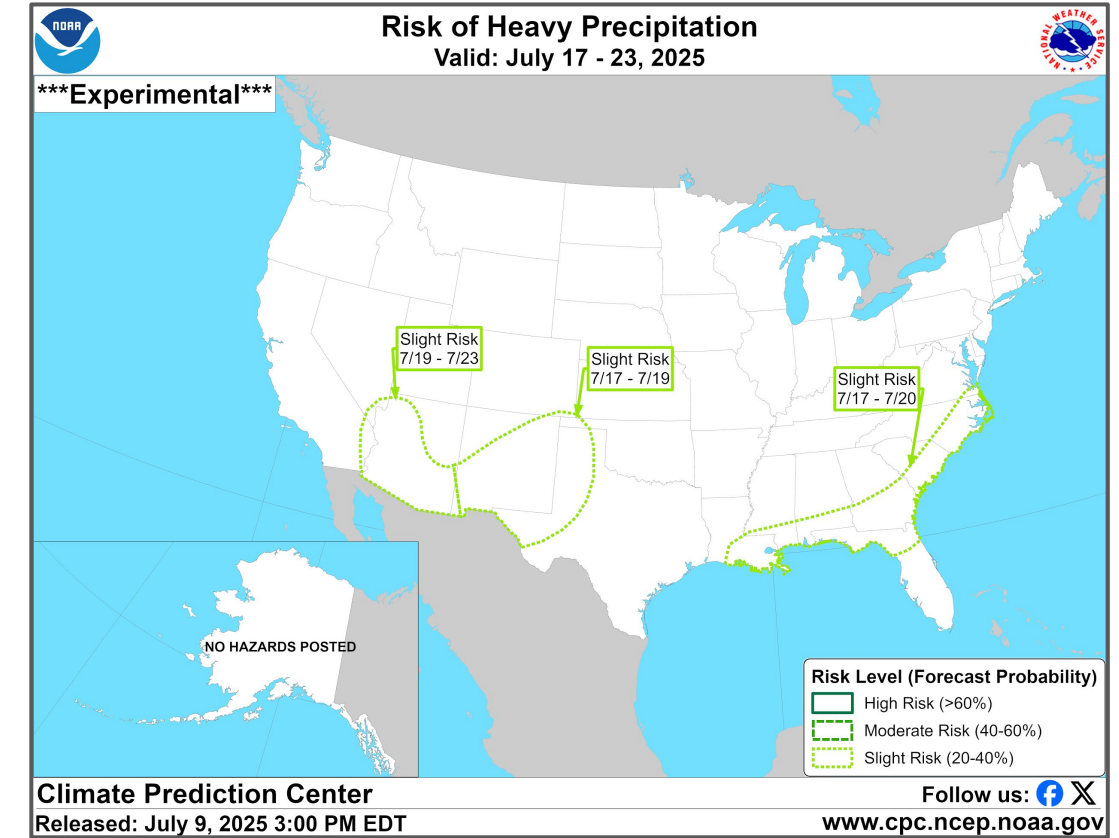 NOAA
Risk of Heavy Precipitation
Valid: July 17 - 23, 2025
NATIONAL WEATHER SERVICE
***Experimental***
Slight Risk
7/19 - 7/23
Slight Risk
7/17 - 7/19
Slight Risk
7/17 - 7/20
NO HAZARDS POSTED
Risk Level (Forecast Probability)
High Risk (>60%)
Moderate Risk (40-60%)
Slight Risk (20-40%)
Climate Prediction Center
Follow us:
Released: July 9, 2025 3:00 PM EDT
www.cpc.ncep.noaa.gov